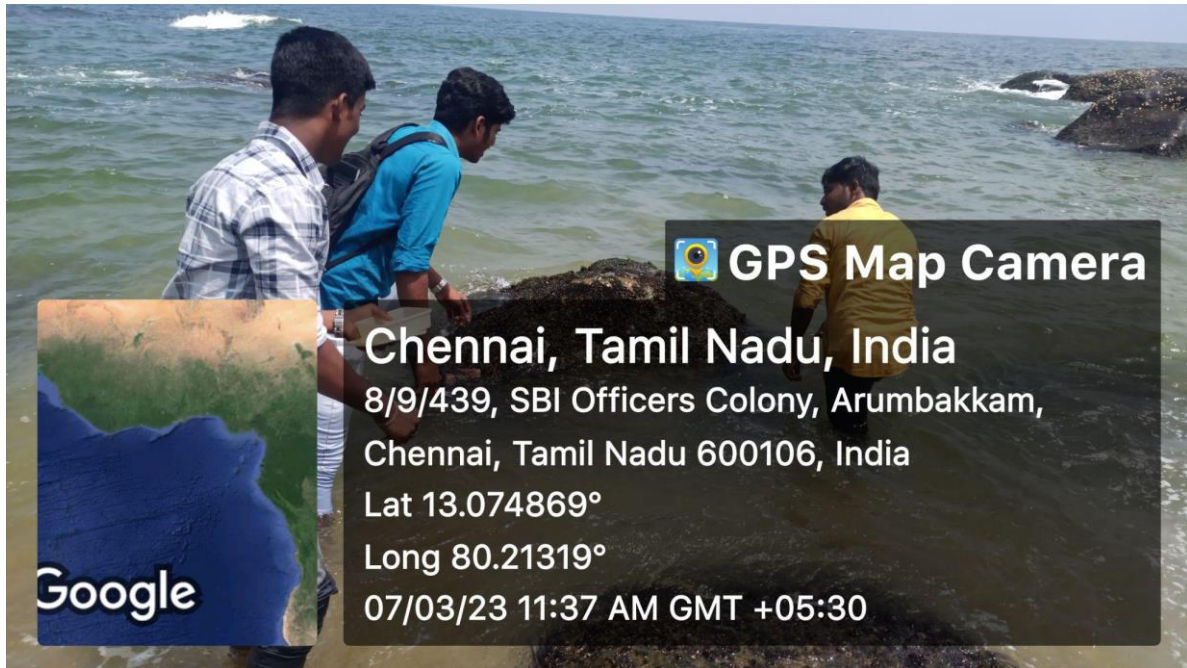 GPS Map Camera
Chennai, Tamil Nadu, India
8/9/439, SBI Officers Colony, Arumbakkam,
Chennai, Tamil Nadu 600106, India
Lat 13.074869°
Long 80.21319°
07/03/23 11:37 AM GMT +05:30
Google